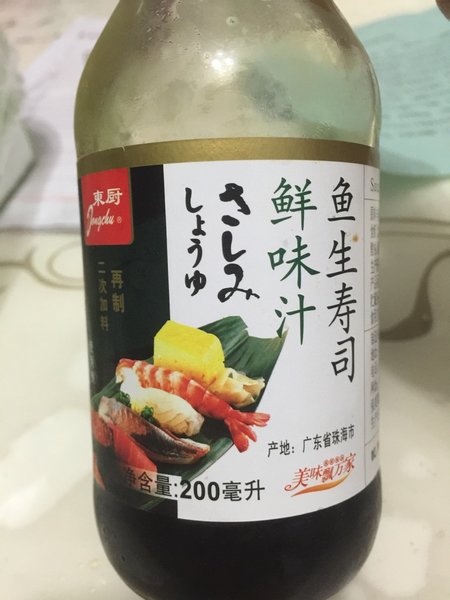 東厨
Dongchu®
再制
二次加料
さしみ
しょうゆ
鱼生寿司
鲜味汁
产地: 广东省珠海市
美味飘万家
净含量:200毫升